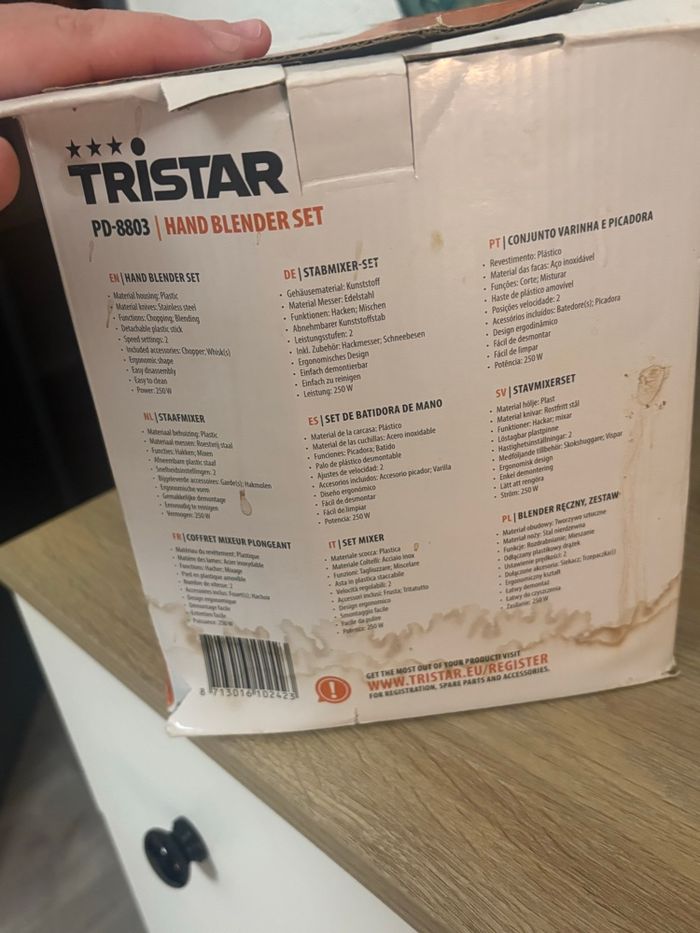 TRISTAR
PD-8803 | HAND BLENDER SET
EN | HAND BLENDER SET
• Material housing: Plastic
• Material knives: Stainless steel
• Functions: Chopping; Blending
• Detachable plastic stick
• Speed settings: 2
• Included accessories: Chopper; Whisk(s)
• Ergonomic shape
• Easy disassembly
• Easy to clean
• Power: 250 W
NL | STAAFMIXER
• Materiaal behuizing: Plastic
• Materiaal messen: Roestvrij staal
• Functies: Hakken; Mixen
• Afneembare plastic staaf
• Snelheidsinstellingen: 2
• Bijgeleverde accessoires: Garde(s); Hakmolen
• Ergonomische vorm
• Gemakkelijke demontage
• Eenvoudig te reinigen
• Vermogen: 250 W
FR | COFFRET MIXEUR PLONGEANT
• Matériau du revêtement: Plastique
• Matière des lames: Acier inoxydable
• Fonctions: Hacher; Mixage
• Pied en plastique amovible
• Nombre de vitesse: 2
• Accessoires inclus: Fouet(s); Hachoir
• Design ergonomique
• Démontage facile
• Entretien facile
• Puissance: 250 W
DE | STABMIXER-SET
• Gehäusematerial: Kunststoff
• Material Messer: Edelstahl
• Funktionen: Hacken; Mischen
• Abnehmbarer Kunststoffstab
• Leistungsstufen: 2
• Inkl. Zubehör: Hackmesser; Schneebesen
• Ergonomisches Design
• Einfach demontierbar
• Einfach zu reinigen
• Leistung: 250 W
ES | SET DE BATIDORA DE MANO
• Material de la carcasa: Plástico
• Material de las cuchillas: Acero inoxidable
• Funciones: Picadora; Batido
• Palo de plástico desmontable
• Ajustes de velocidad: 2
• Accesorios incluidos: Accesorio picador; Varilla
• Diseño ergonómico
• Fácil de desmontar
• Fácil de limpiar
• Potencia: 250 W
IT | SET MIXER
• Materiale scocca: Plastica
• Materiale Coltelli: Acciaio inox
• Funzioni: Tagliuzzare; Miscelare
• Asta in plastica staccabile
• Velocità regolabili: 2
• Accessori inclusi: Frusta; Tritatutto
• Design ergonomico
• Smontaggio facile
• Facile da pulire
• Potenza: 250 W
PT | CONJUNTO VARINHA E PICADORA
• Revestimento: Plástico
• Material das facas: Aço inoxidável
• Funções: Corte; Misturar
• Haste de plástico amovível
• Posições velocidade: 2
• Acessórios incluídos: Batedore(s); Picadora
• Design ergodinâmico
• Fácil de desmontar
• Fácil de limpar
• Potência: 250 W
SV | STAVMIXERSET
• Material hölje: Plast
• Material knivar: Rostfritt stål
• Funktioner: Hackar; mixar
• Löstagbar plastpinne
• Hastighetsinställningar: 2
• Medföljande tillbehör: Skokshuggare; Vispar
• Ergonomisk design
• Enkel demontering
• Lätt att rengöra
• Ström: 250 W
PL | BLENDER RĘCZNY, ZESTAW
• Materiał obudowy: Tworzywo sztuczne
• Materiał noży: Stal nierdzewna
• Funkcje: Rozdrabnianie; Mieszanie
• Odłączany plastikowy drążek
• Ustawienie prędkości: 2
• Dołączone akcesoria: Siekacz; Trzepaczka(i)
• Ergonomiczny kształt
• Łatwy demontaż
• Łatwy do czyszczenia
• Zasilanie: 250 W
8 713016 102423
GET THE MOST OUT OF YOUR PRODUCT! VISIT
WWW.TRISTAR.EU/REGISTER
FOR REGISTRATION, SPARE PARTS AND ACCESSORIES.